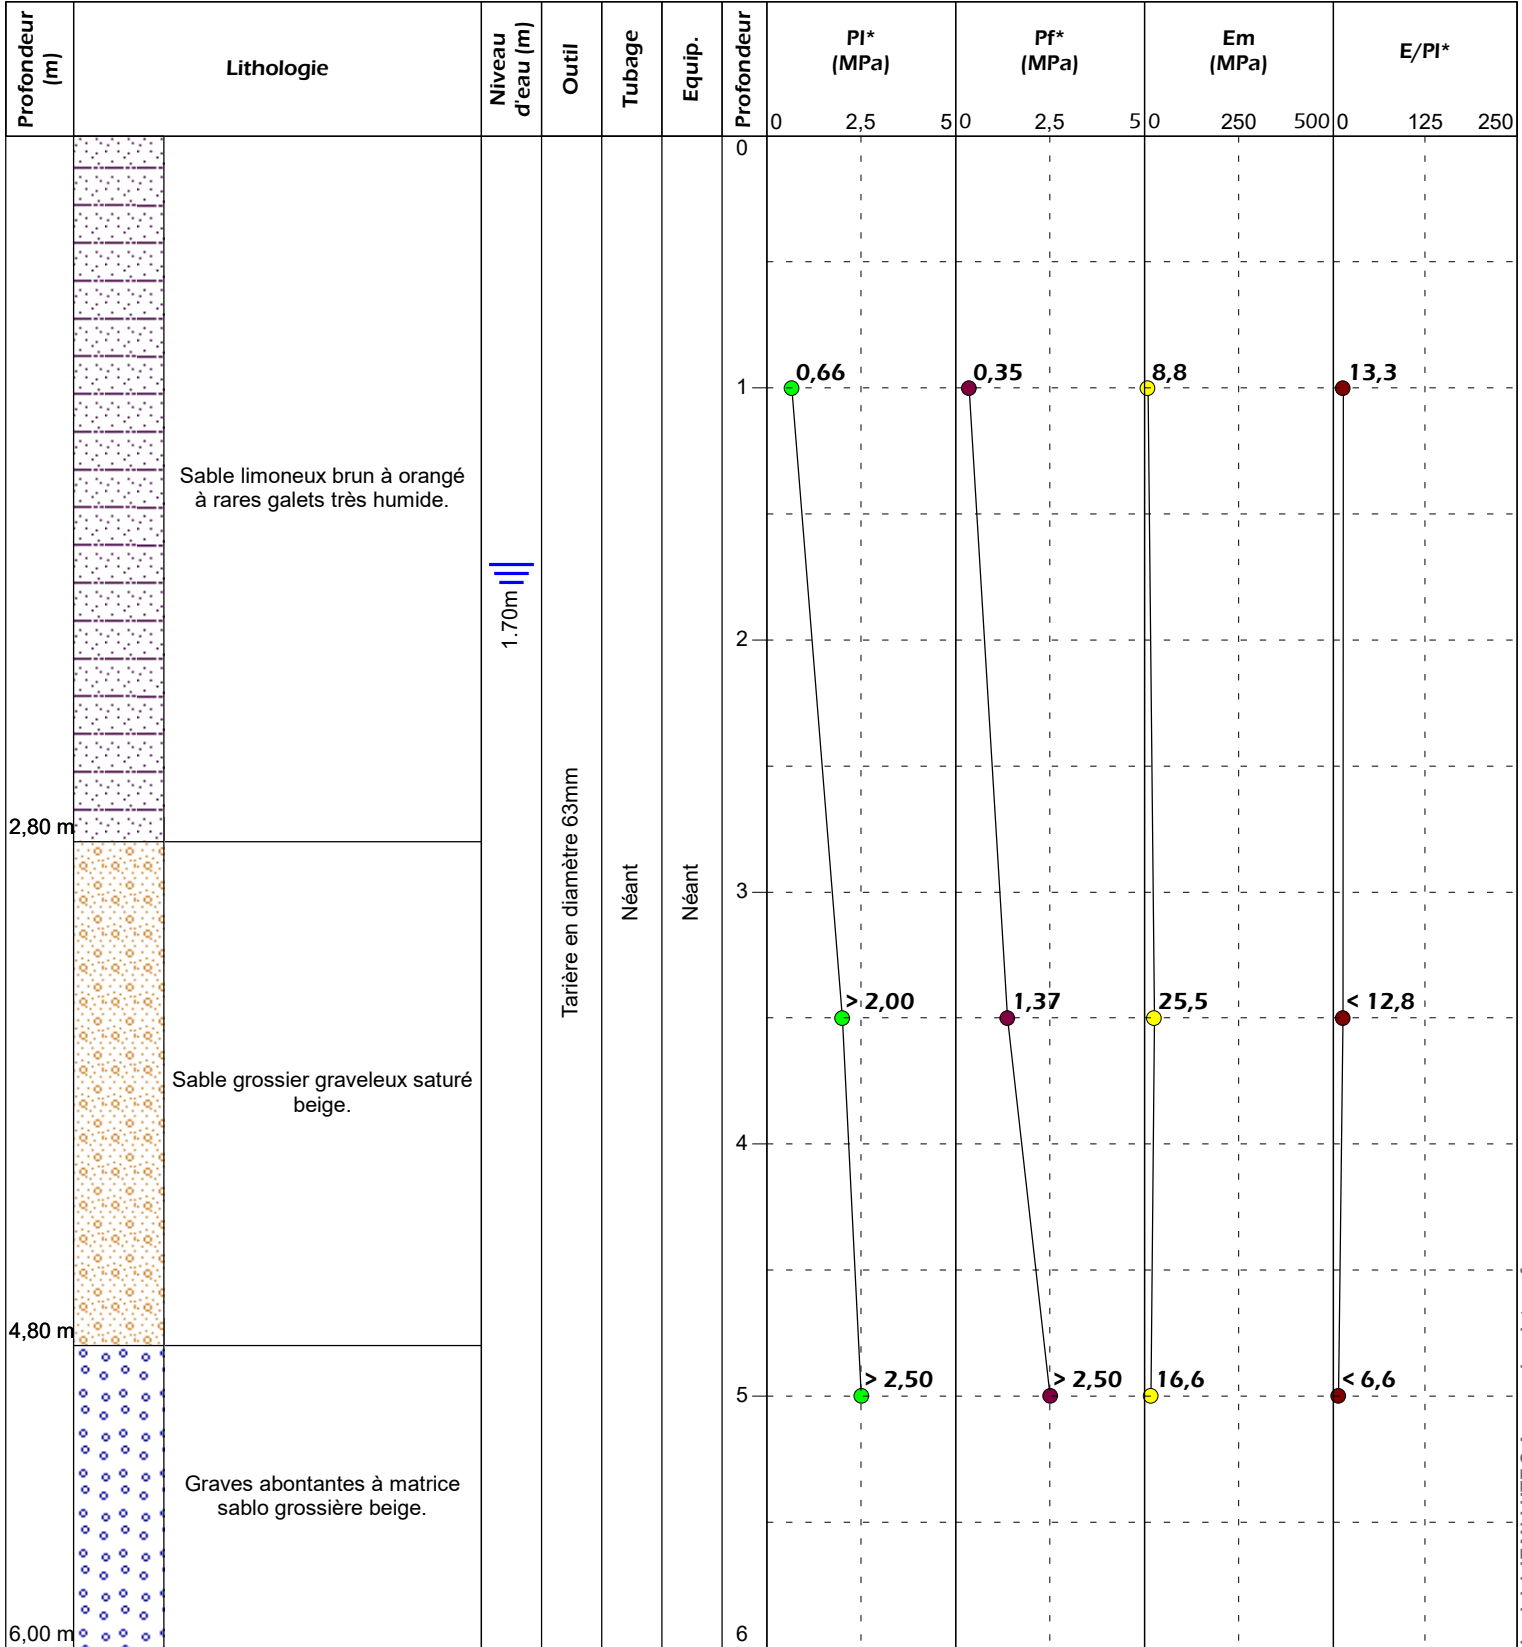 Profondeur (m)
Lithologie
Niveau d'eau (m)
Outil
Tubage
Equip.
Profondeur
Pl* (MPa)
Pf* (MPa)
Em (MPa)
E/Pl*
0 2,5 5
0 2,5 5
0 250 500
0 125 250
0
1
0,66
0,35
8,8
13,3
Sable limoneux brun à orangé
à rares galets très humide.
1.70m
2
2,80 m
Tarière en diamètre 63mm
Néant
Néant
3
> 2,00
1,37
25,5
< 12,8
Sable grossier graveleux saturé
beige.
4
4,80 m
5
> 2,50
> 2,50
16,6
< 6,6
Graves abontantes à matrice
sablo grossière beige.
6,00 m
6